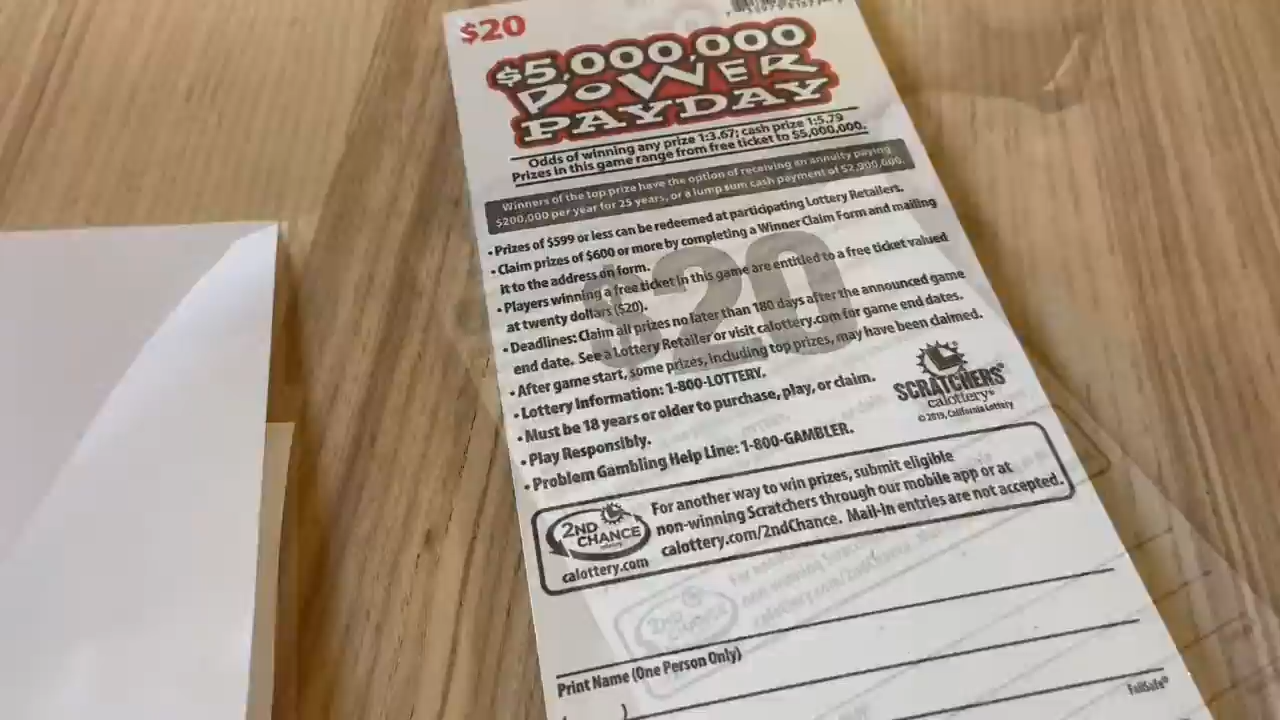 $20
$5,000,000
POWER
PAYDAY
Odds of winning any prize 1:3.67; cash prize 1:5.79
Prizes in this game range from free ticket to $5,000,000.
Winners of the top prize have the option of receiving an annuity paying
$200,000 per year for 25 years, or a lump sum cash payment of $2,900,000.
• Prizes of $599 or less can be redeemed at participating Lottery Retailers.
• Claim prizes of $600 or more by completing a Winner Claim Form and mailing
it to the address on form.
• Players winning a free ticket in this game are entitled to a free ticket valued
at twenty dollars ($20).
• Deadlines: Claim all prizes no later than 180 days after the announced game
end date. See a Lottery Retailer or visit calottery.com for game end dates.
• After game start, some prizes, including top prizes, may have been claimed.
• Lottery Information: 1-800-LOTTERY.
• Must be 18 years or older to purchase, play, or claim.
• Play Responsibly.
• Problem Gambling Help Line: 1-800-GAMBLER.
$20
SCRATCHERS®
calottery®
© 2019, California Lottery
2ND
CHANCE
calottery.com
For another way to win prizes, submit eligible
non-winning Scratchers through our mobile app or at
calottery.com/2ndChance. Mail-in entries are not accepted.
Print Name (One Person Only)
( )
FailSafe®